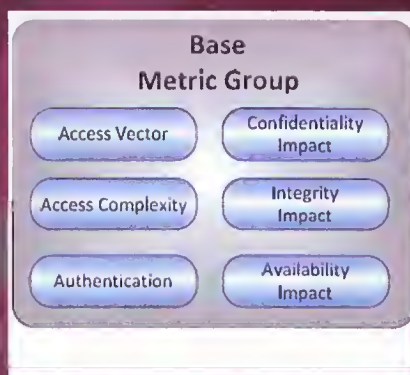 Base
Metric Group
Access Vector
Confidentiality
Impact
Access Complexity
Integrity
Impact
Authentication
Availability
Impact